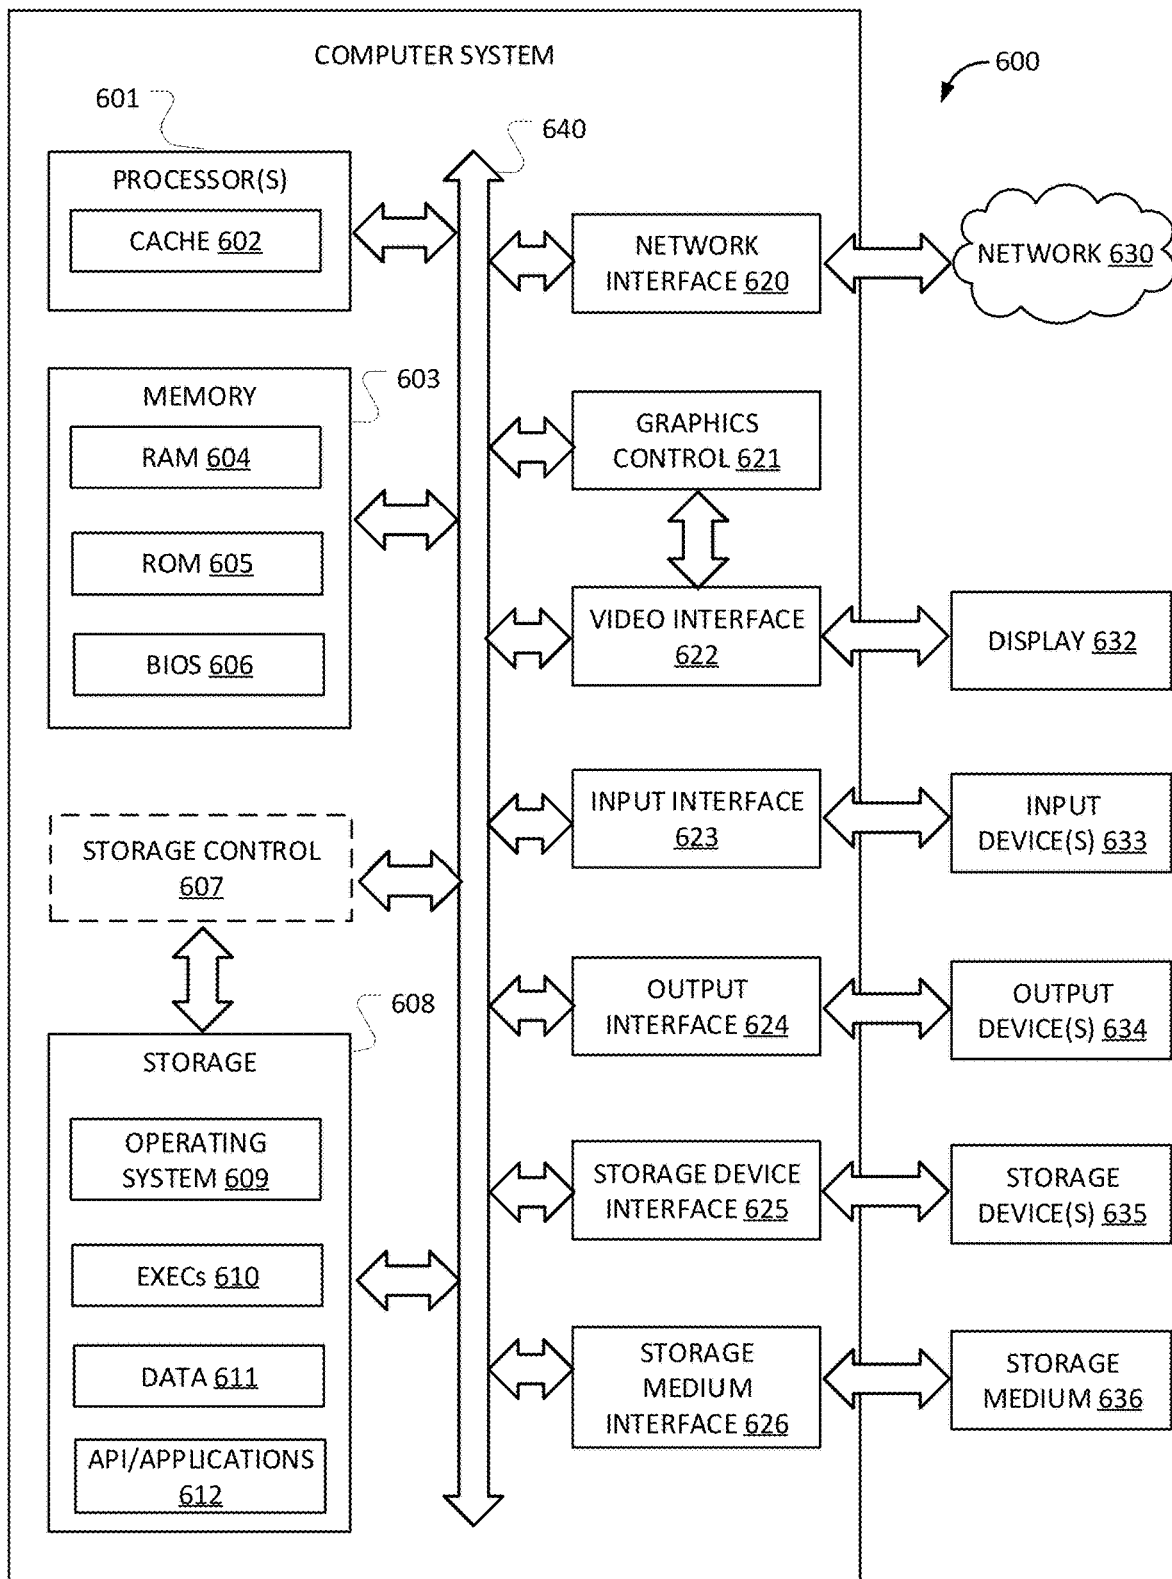 COMPUTER SYSTEM
600
601
640
PROCESSOR(S)
CACHE 602
NETWORK
INTERFACE 620
NETWORK 630
603
MEMORY
RAM 604
ROM 605
BIOS 606
GRAPHICS
CONTROL 621
VIDEO INTERFACE
622
DISPLAY 632
INPUT INTERFACE
623
INPUT
DEVICE(S) 633
STORAGE CONTROL
607
OUTPUT
INTERFACE 624
OUTPUT
DEVICE(S) 634
608
STORAGE
OPERATING
SYSTEM 609
EXECs 610
DATA 611
API/APPLICATIONS
612
STORAGE DEVICE
INTERFACE 625
STORAGE
DEVICE(S) 635
STORAGE
MEDIUM
INTERFACE 626
STORAGE
MEDIUM 636